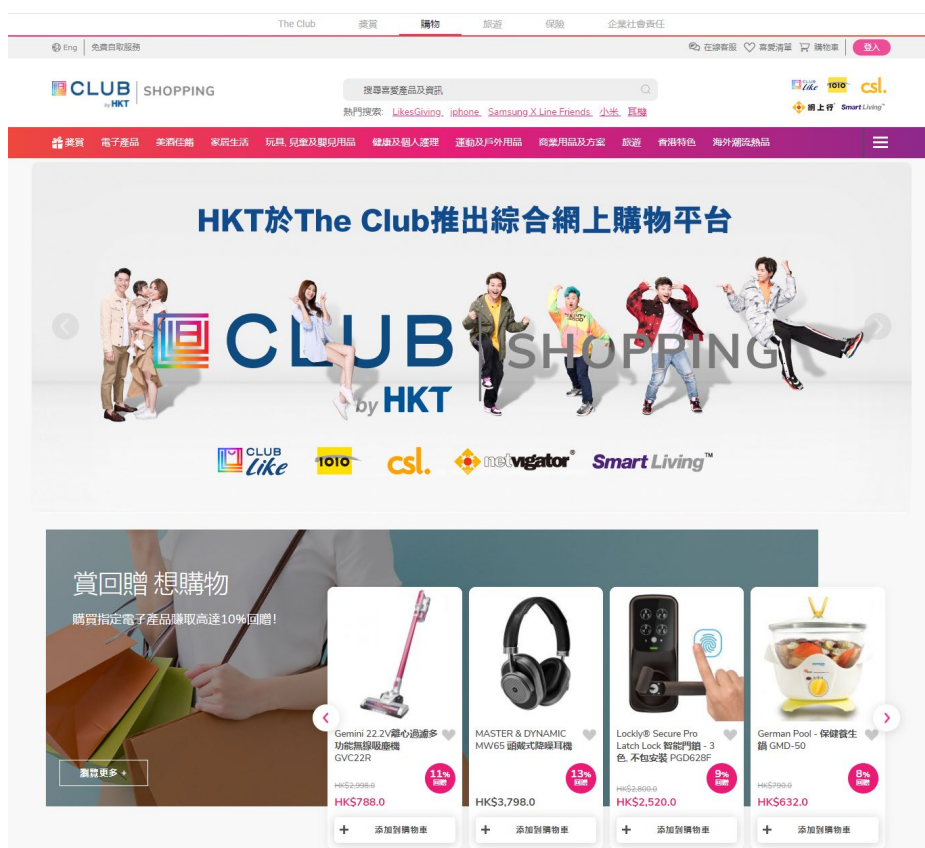 The Club 獎賞 購物 旅遊 保險 企業社會責任
Eng 免費自取服務 在線客服 喜愛清單 購物車 登入
CLUB SHOPPING
by HKT
搜尋喜愛產品及資訊
CLUB Like 1010 csl.
熱門搜索: LikesGiving, iphone, Samsung X Line Friends, 小米, 耳機
網上行 Smart Living
獎賞 電子產品 美酒佳餚 家居生活 玩具, 兒童及嬰兒用品 健康及個人護理 運動及戶外用品 商業用品及方案 旅遊 香港特色 海外潮流熱品
HKT於The Club推出綜合網上購物平台
CLUB SHOPPING
by HKT
CLUB Like 1010 csl. netvigator® Smart Living™
賞回贈 想購物
購買指定電子產品賺取高達10%回贈!
瀏覽更多 +
Gemini 22.2V離心過濾多
功能無線吸塵機
GVC22R
11%
回贈
HK$2,998.0
HK$788.0
+ 添加到購物車
MASTER & DYNAMIC
MW65 頭戴式降噪耳機
13%
回贈
HK$3,798.0
+ 添加到購物車
Lockly® Secure Pro
Latch Lock 智能門鎖 - 3
色, 不包安裝 PGD628F
9%
回贈
HK$2,800.0
HK$2,520.0
+ 添加到購物車
German Pool - 保健養生
鍋 GMD-50
8%
回贈
HK$790.0
HK$632.0
+ 添加到購物車